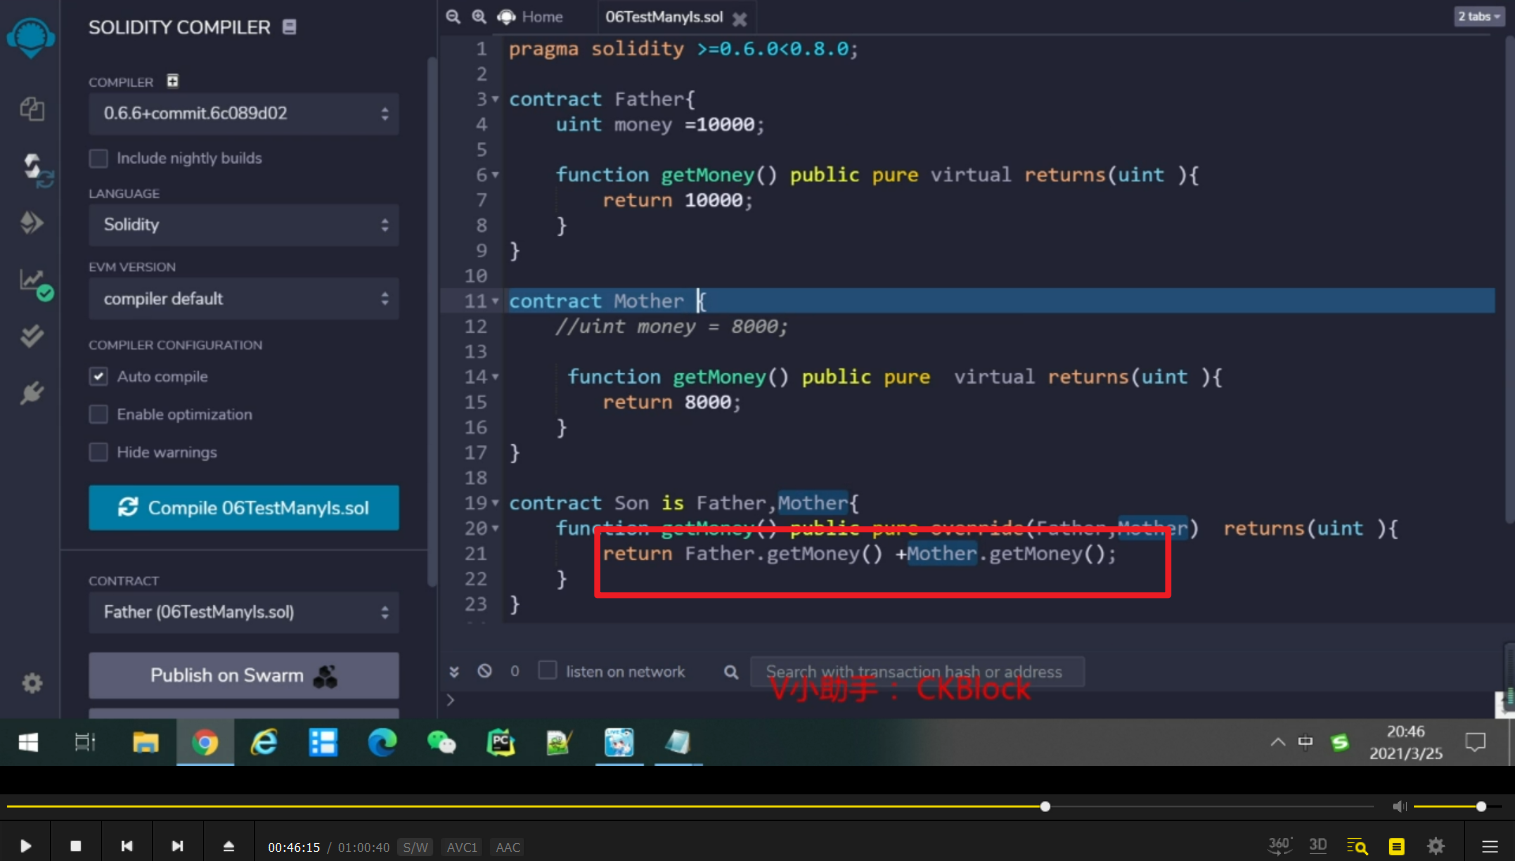 SOLIDITY COMPILER
COMPILER
0.6.6+commit.6c089d02
Include nightly builds
LANGUAGE
Solidity
EVM VERSION
compiler default
COMPILER CONFIGURATION
Auto compile
Enable optimization
Hide warnings
Compile 06TestManyIs.sol
CONTRACT
Father (06TestManyIs.sol)
Publish on Swarm
Home
06TestManyIs.sol
2 tabs
1 pragma solidity >=0.6.0<0.8.0;
2
3 contract Father{
4 uint money =10000;
5
6 function getMoney() public pure virtual returns(uint ){
7 return 10000;
8 }
9 }
10
11 contract Mother {
12 //uint money = 8000;
13
14 function getMoney() public pure virtual returns(uint ){
15 return 8000;
16 }
17 }
18
19 contract Son is Father,Mother{
20 function getMoney() public pure override(Father,Mother) returns(uint ){
21 return Father.getMoney() +Mother.getMoney();
22 }
23 }
0
listen on network
Search with transaction hash or address
V小助手： CKBlock
>
PC
中
S
20:46
2021/3/25
00:46:15 / 01:00:40 S/W AVC1 AAC
360° 3D